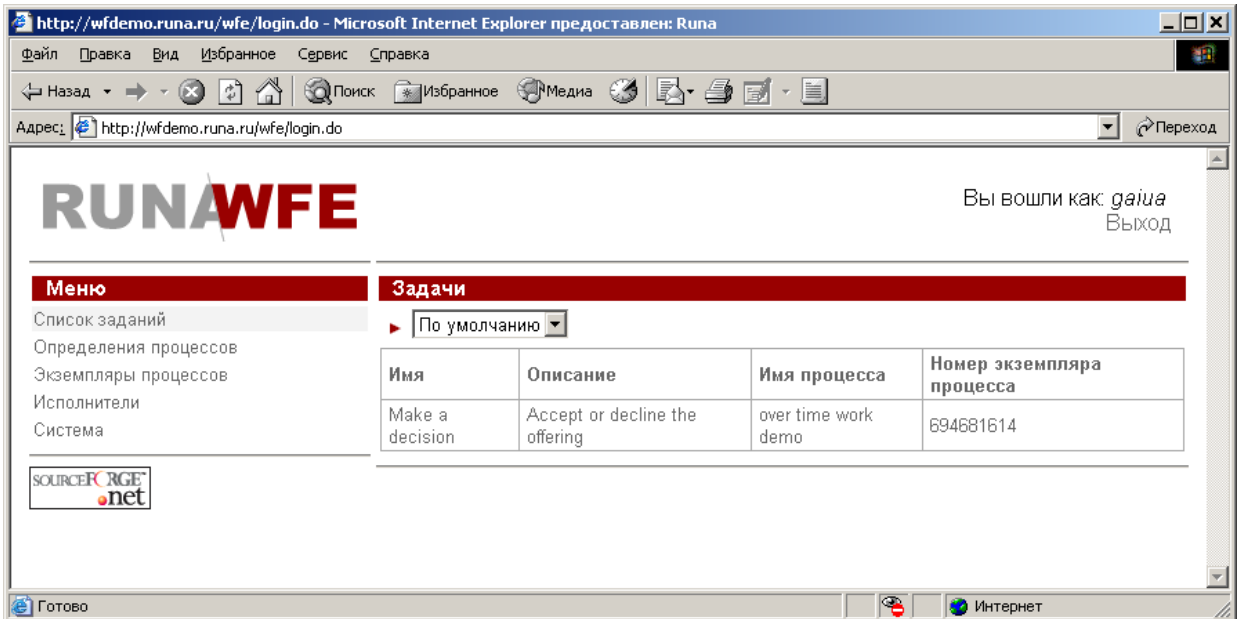 http://wfdemo.runa.ru/wfe/login.do - Microsoft Internet Explorer предоставлен: Runa
Файл Правка Вид Избранное Сервис Справка
Назад Поиск Избранное Медиа
Адрес: http://wfdemo.runa.ru/wfe/login.do Переход
RUNAWFE
Вы вошли как: gaiua
Выход
Меню
Список заданий
Определения процессов
Экземпляры процессов
Исполнители
Система
SOURCEFORGE™
.net
Задачи
По умолчанию
Имя Описание Имя процесса Номер экземпляра
процесса
Make a Accept or decline the over time work 694681614
decision offering demo
Готово Интернет